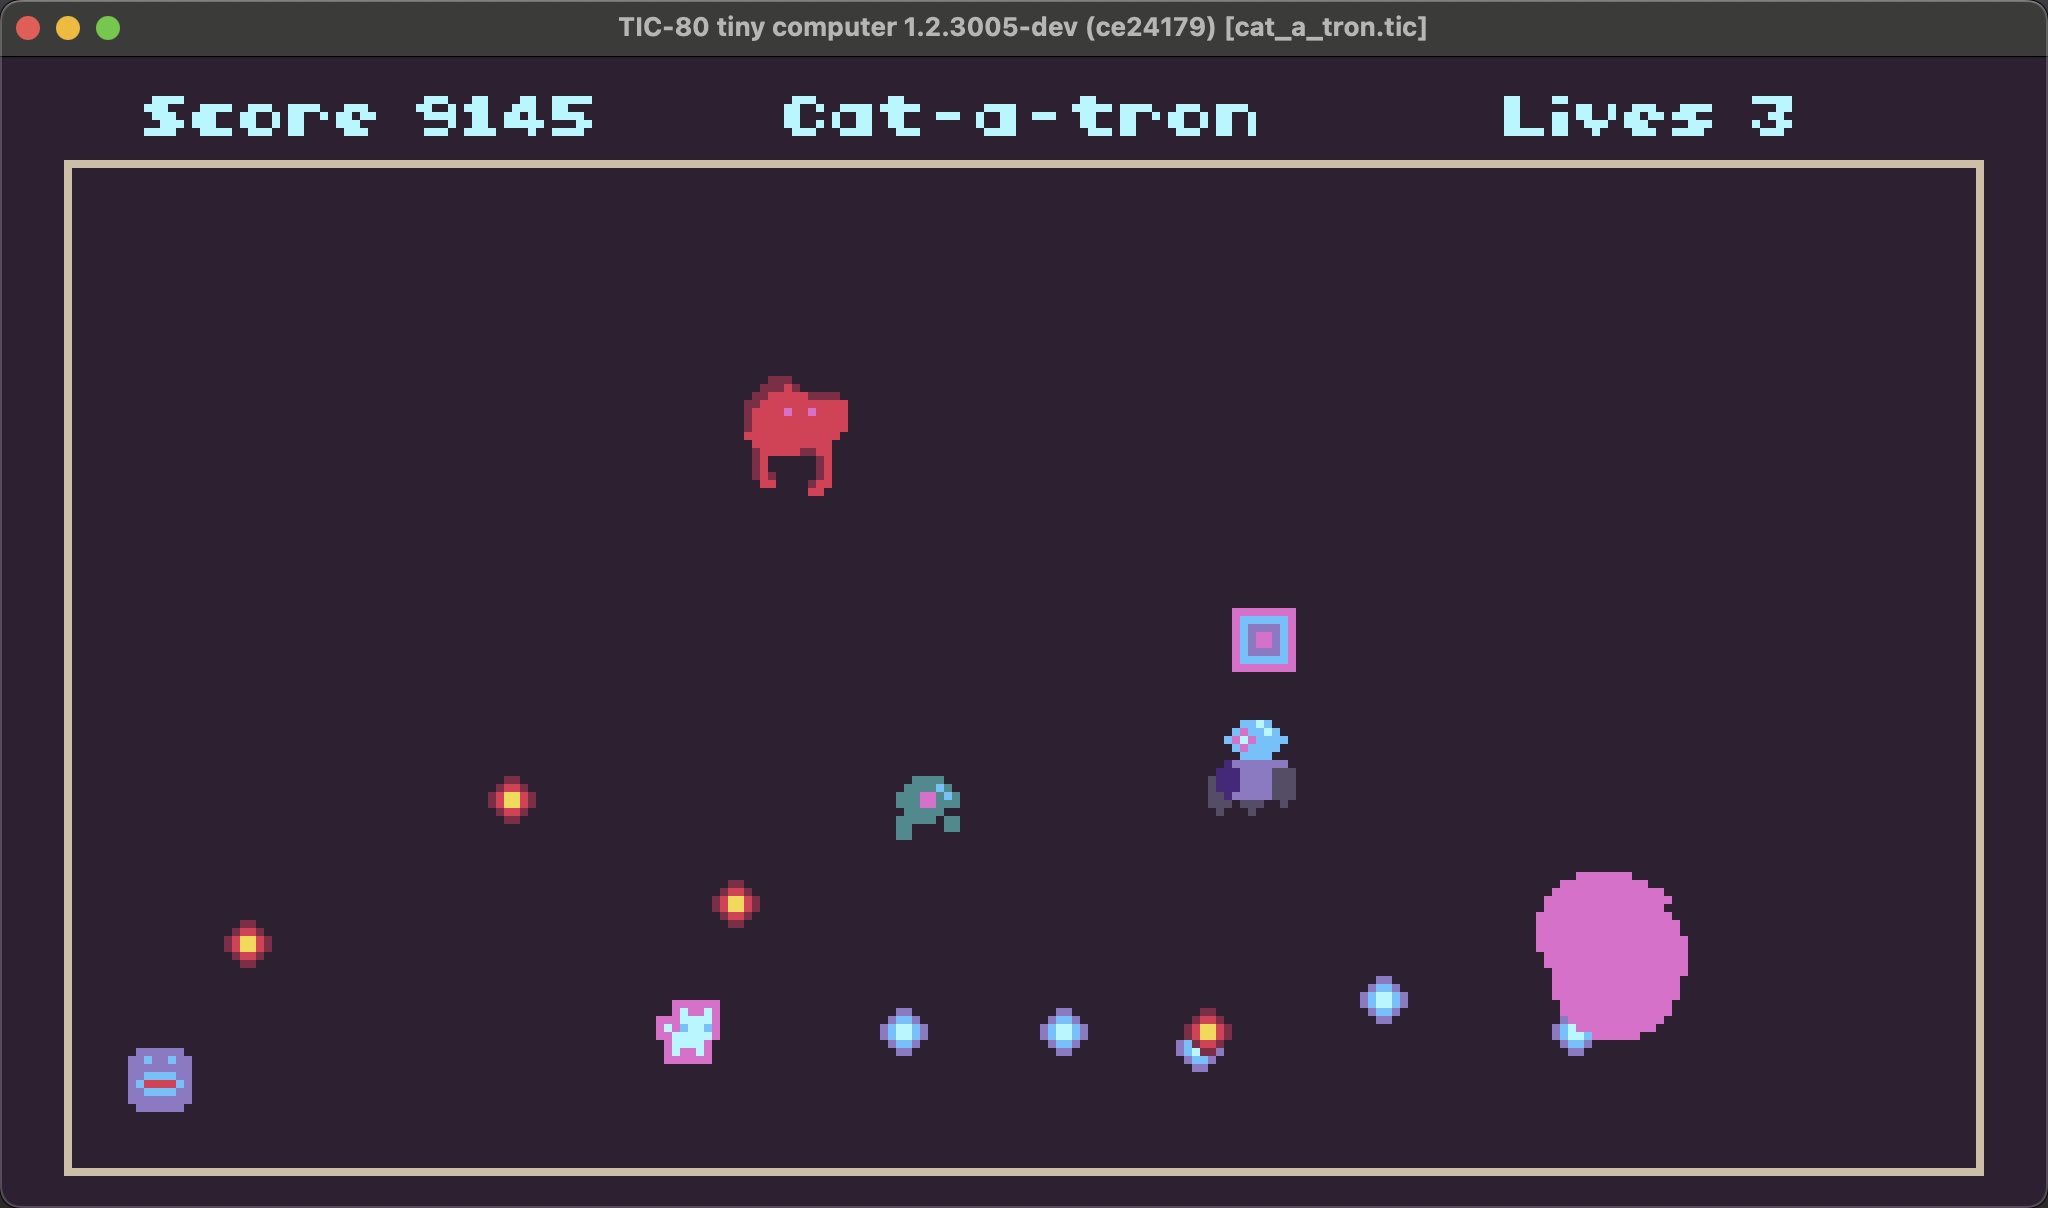 TIC-80 tiny computer 1.2.3005-dev (ce24179) [cat_a_tron.tic]
Score 9145 Cat-a-tron Lives 3